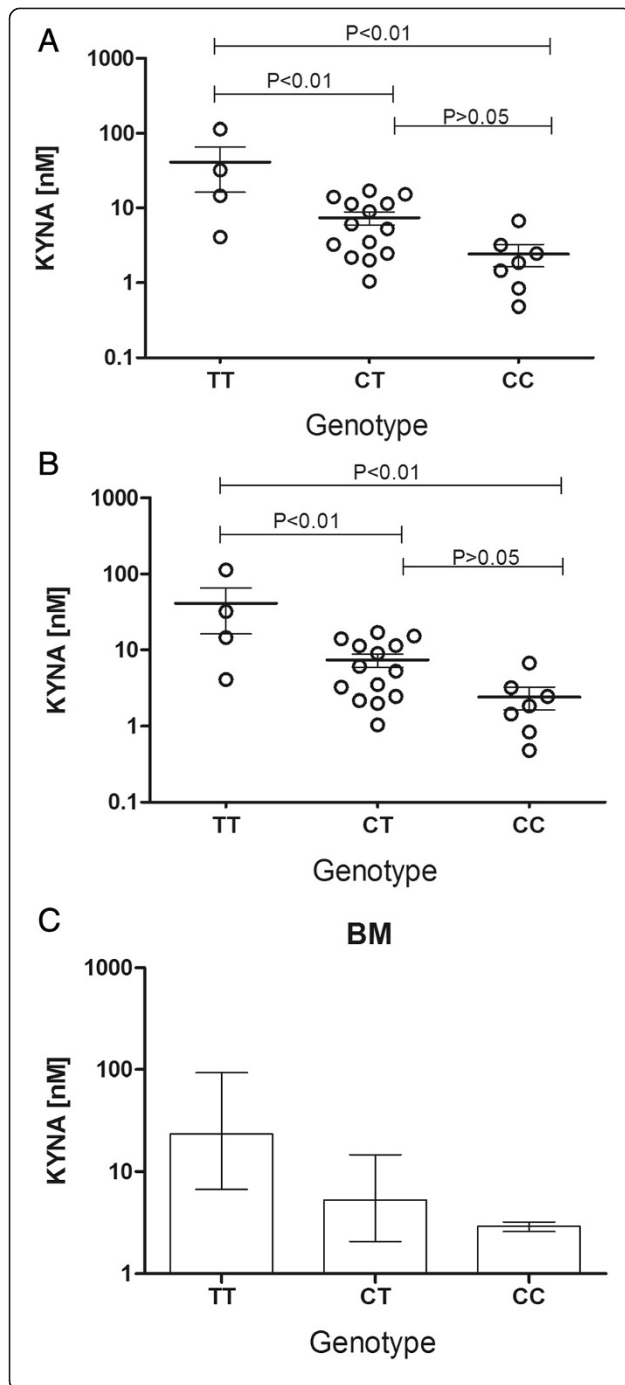 A
P<0.01
P<0.01
P>0.05
1000
100
10
1
0.1
KYNA [nM]
TT CT CC
Genotype
B
P<0.01
P<0.01
P>0.05
1000
100
10
1
0.1
KYNA [nM]
TT CT CC
Genotype
C
BM
1000
100
10
1
KYNA [nM]
TT CT CC
Genotype